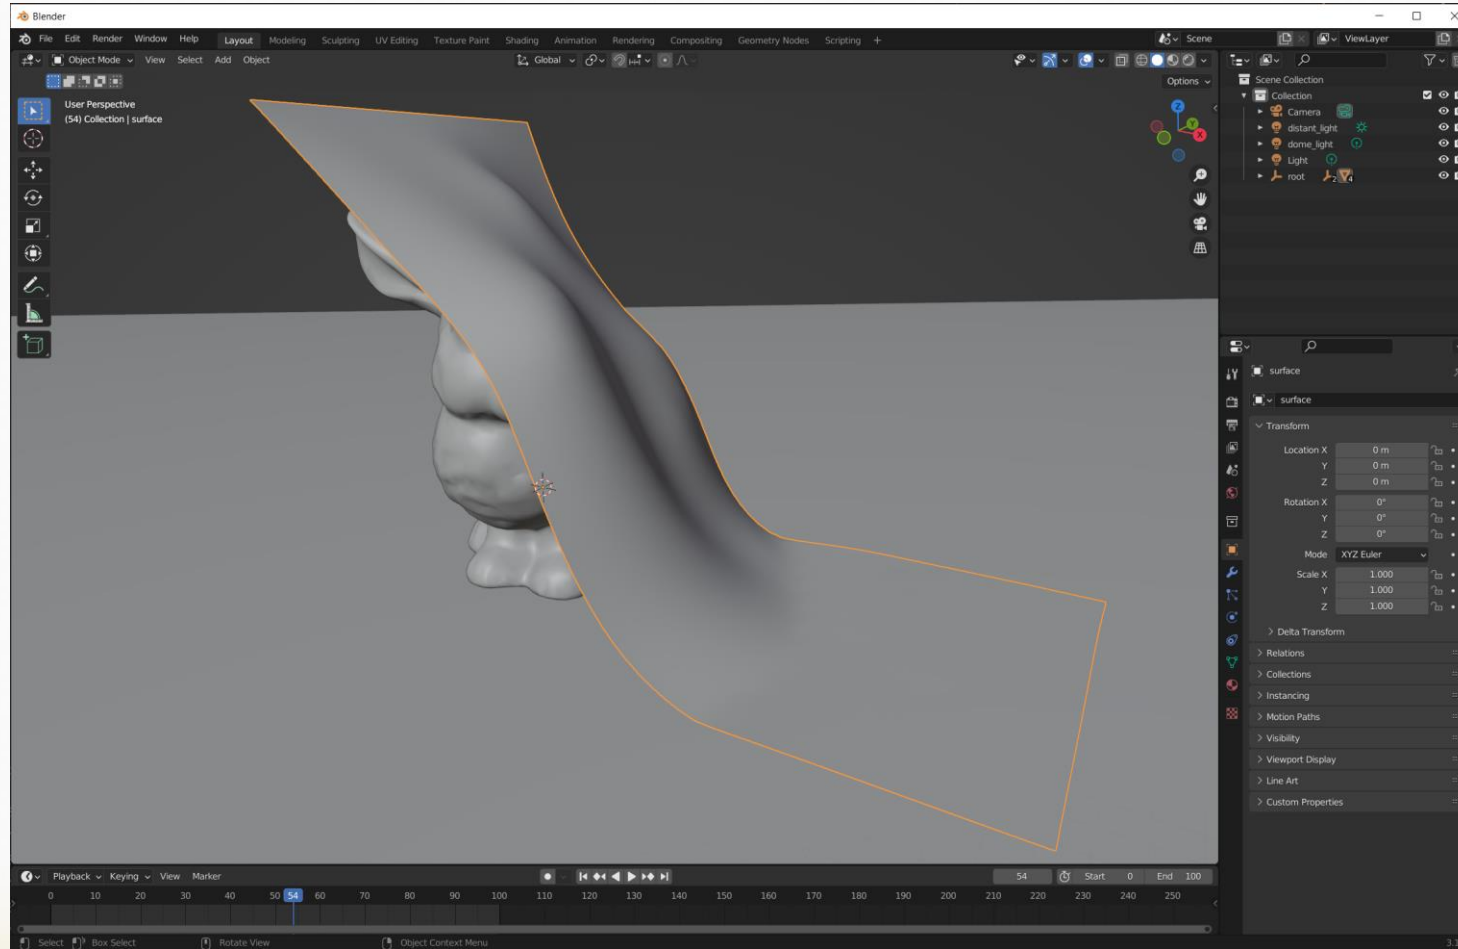 Blender
File Edit Render Window Help Layout Modeling Sculpting UV Editing Texture Paint Shading Animation Rendering Compositing Geometry Nodes Scripting + Scene ViewLayer
Object Mode View Select Add Object Global
Options
User Perspective
(54) Collection | surface
Z
Y
X
Scene Collection
Collection
Camera
distant_light
dome_light
Light
root 2 4
surface
surface
Transform
Location X 0 m
Y 0 m
Z 0 m
Rotation X 0°
Y 0°
Z 0°
Mode XYZ Euler
Scale X 1.000
Y 1.000
Z 1.000
Delta Transform
Relations
Collections
Instancing
Motion Paths
Visibility
Viewport Display
Line Art
Custom Properties
Playback Keying View Marker 54 Start 0 End 100
0 10 20 30 40 50 54 60 70 80 90 100 110 120 130 140 150 160 170 180 190 200 210 220 230 240 250
Select Box Select Rotate View Object Context Menu